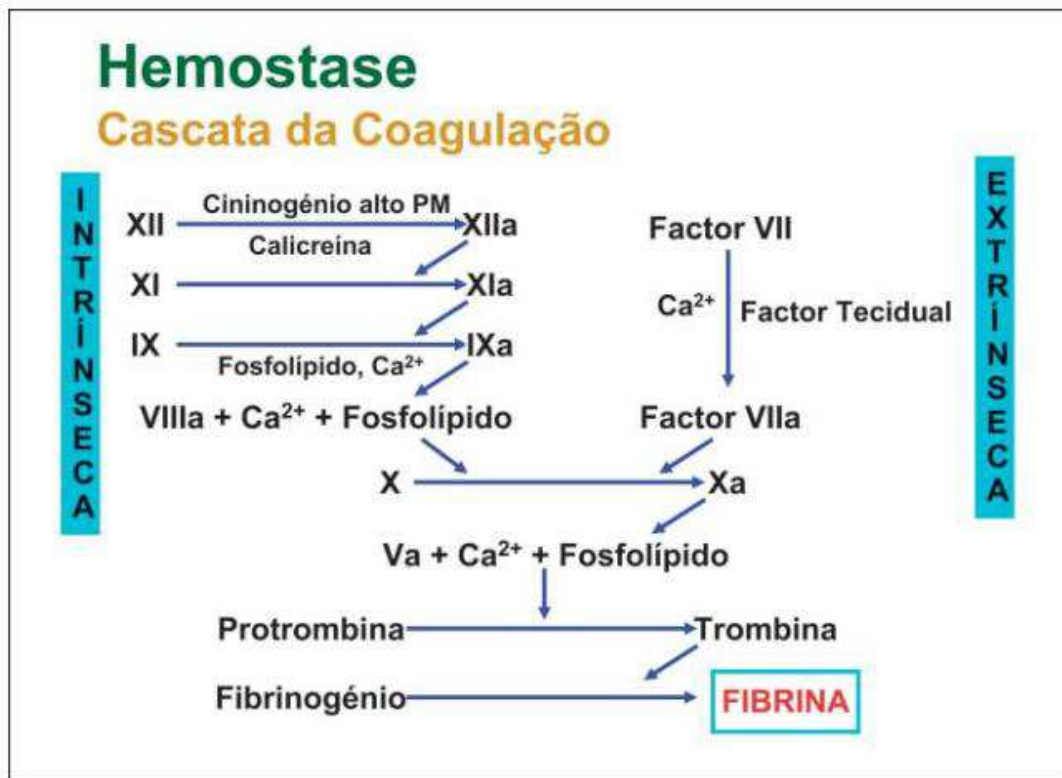 Hemostase
Cascata da Coagulação
INTRÍNSECA
EXTRÍNSECA
Cininogénio alto PM
XII XIIa Factor VII
Calicreína
XI XIa
Ca²⁺ Factor Tecidual
IX IXa
Fosfolípido, Ca²⁺
VIIIa + Ca²⁺ + Fosfolípido Factor VIIa
X Xa
Va + Ca²⁺ + Fosfolípido
Protrombina Trombina
Fibrinogénio FIBRINA